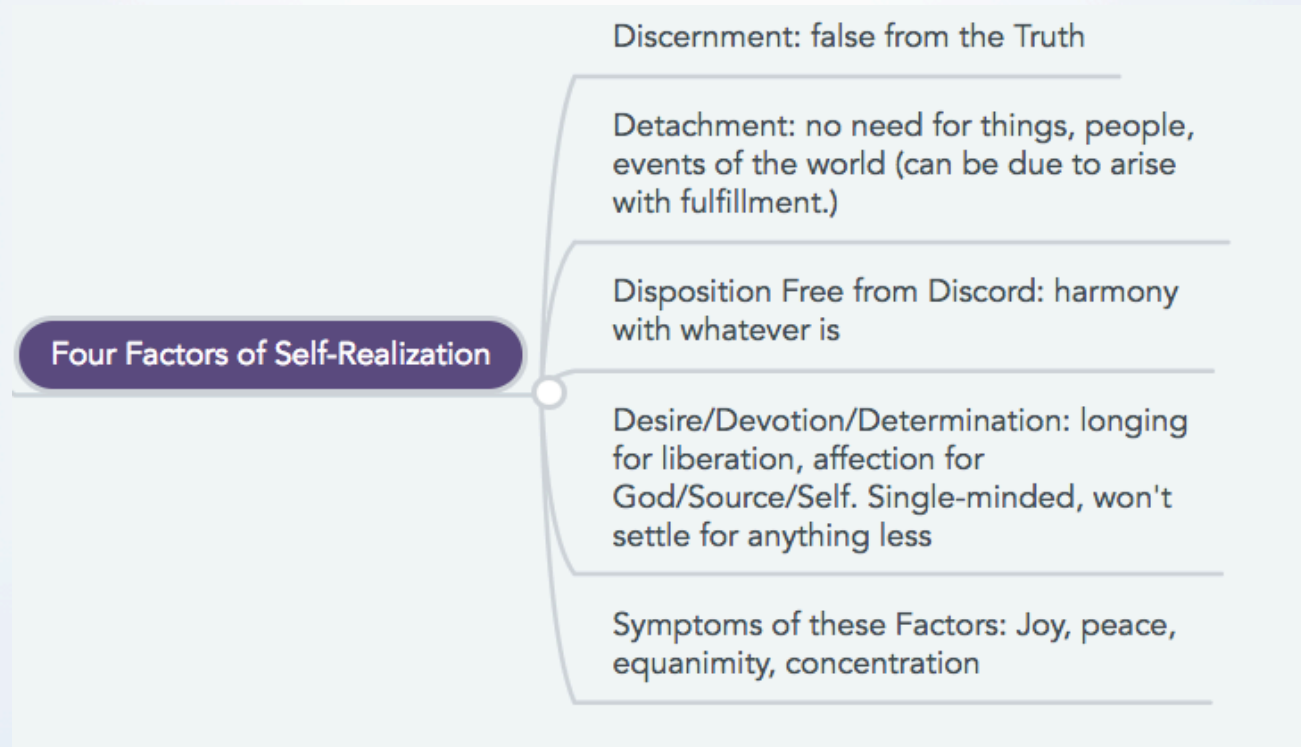 Discernment: false from the Truth
Detachment: no need for things, people,
events of the world (can be due to arise
with fulfillment.)
Disposition Free from Discord: harmony
with whatever is
Four Factors of Self-Realization
Desire/Devotion/Determination: longing
for liberation, affection for
God/Source/Self. Single-minded, won't
settle for anything less
Symptoms of these Factors: Joy, peace,
equanimity, concentration